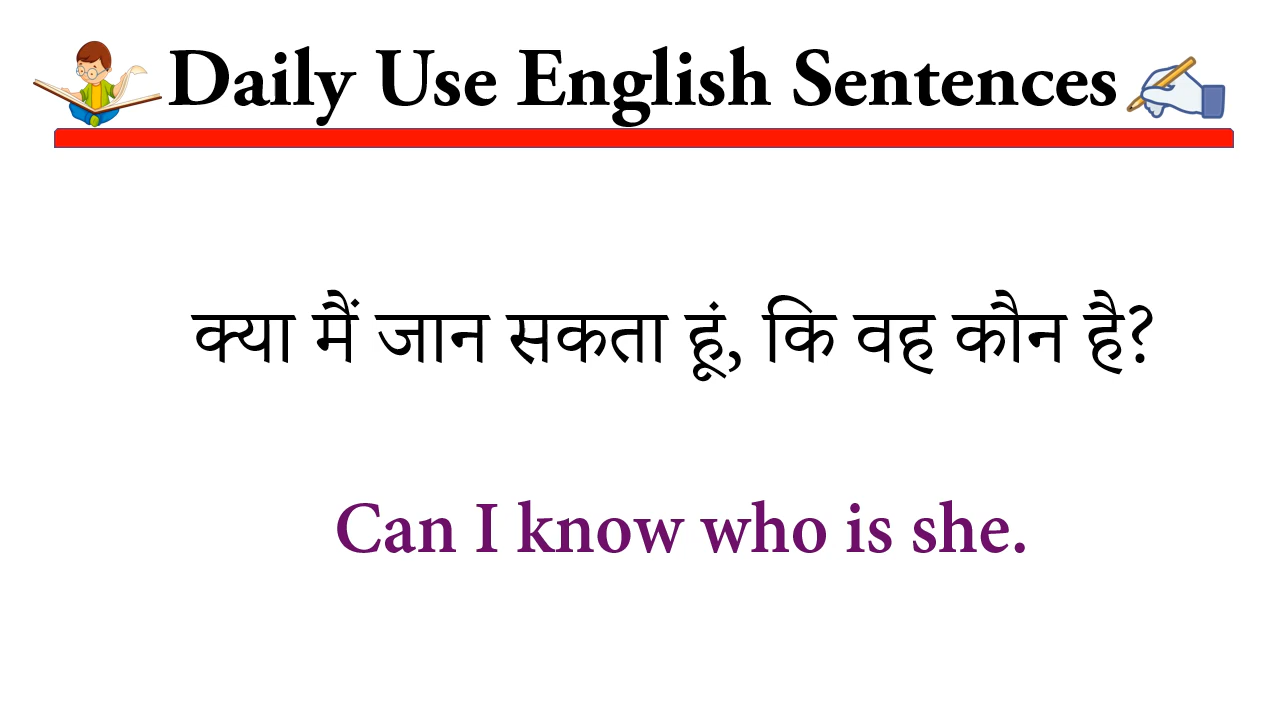 Daily Use English Sentences
क्या मैं जान सकता हूं, कि वह कौन है?
Can I know who is she.